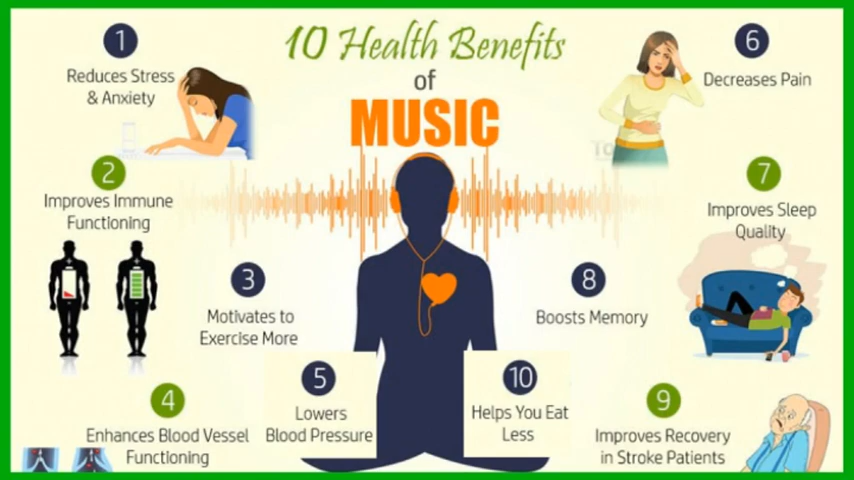 10 Health Benefits
of
MUSIC
1
Reduces Stress
& Anxiety
2
Improves Immune
Functioning
3
Motivates to
Exercise More
4
Enhances Blood Vessel
Functioning
5
Lowers
Blood Pressure
6
Decreases Pain
7
Improves Sleep
Quality
8
Boosts Memory
9
Improves Recovery
in Stroke Patients
10
Helps You Eat
Less